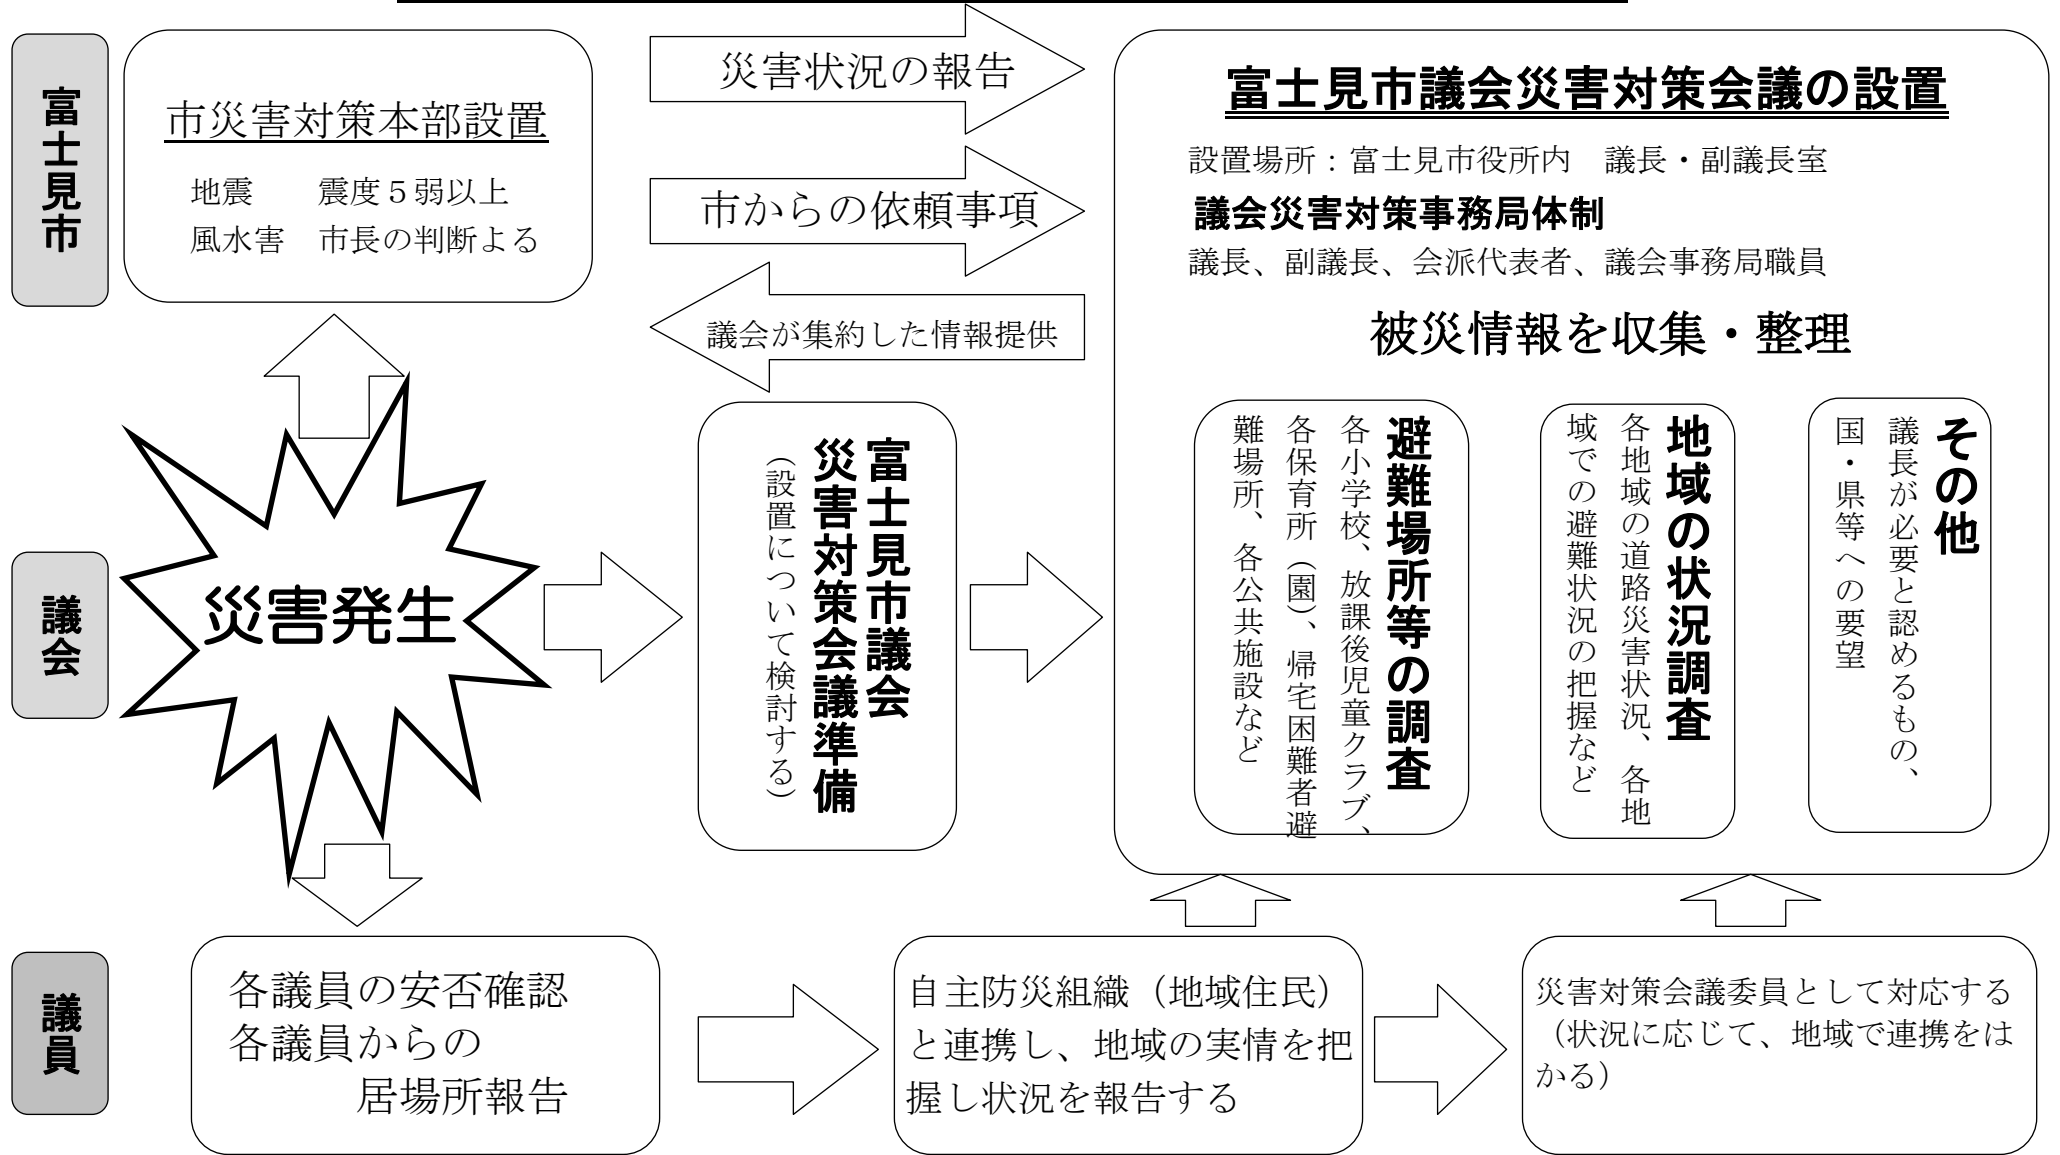 富士見市
市災害対策本部設置
地震　　震度５弱以上
風水害　市長の判断よる
災害状況の報告
市からの依頼事項
議会が集約した情報提供
富士見市議会災害対策会議の設置
設置場所：富士見市役所内　議長・副議長室
議会災害対策事務局体制
議長、副議長、会派代表者、議会事務局職員
被災情報を収集・整理
避難場所等の調査
各小学校、放課後児童クラブ、
各保育所（園）、帰宅困難者避
難場所、各公共施設など
地域の状況調査
各地域の道路災害状況、各地
域での避難状況の把握など
その他
議長が必要と認めるもの、
国・県等への要望
議会
災害発生
富士見市議会
災害対策会議準備
（設置について検討する）
議員
各議員の安否確認
各議員からの
居場所報告
自主防災組織（地域住民）
と連携し、地域の実情を把
握し状況を報告する
災害対策会議委員として対応する
（状況に応じて、地域で連携をは
かる）